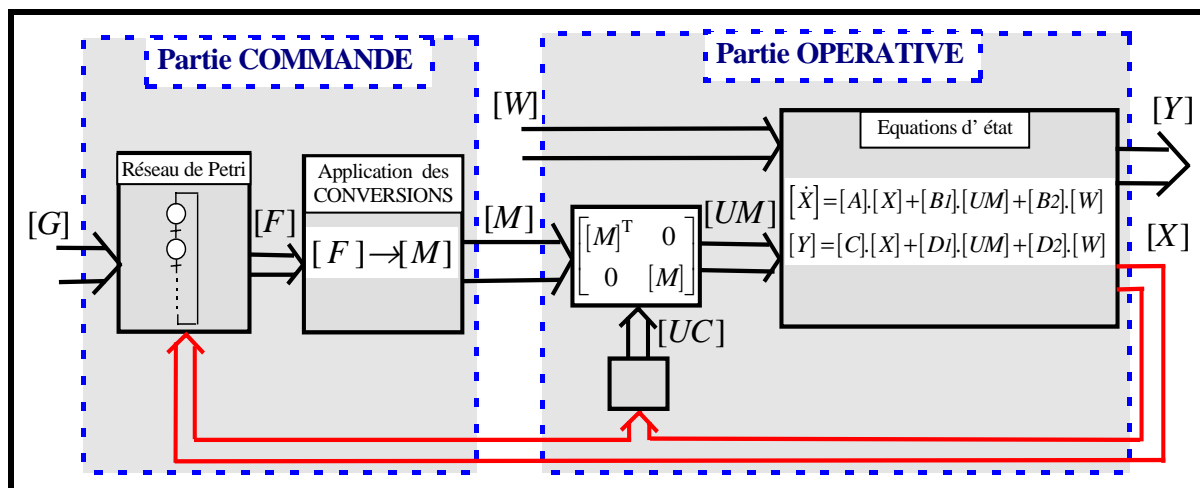 Partie COMMANDE
Partie OPERATIVE
[W]
[Y]
Equations d' état
Réseau de Petri
Application des
CONVERSIONS
[G]
[F]
[F]→[M]
[M]
[M]ᵀ 0
0 [M]
[UM]
[Ẋ]=[A].[X]+[B1].[UM]+[B2].[W]
[Y]=[C].[X]+[D1].[UM]+[D2].[W]
[X]
[UC]